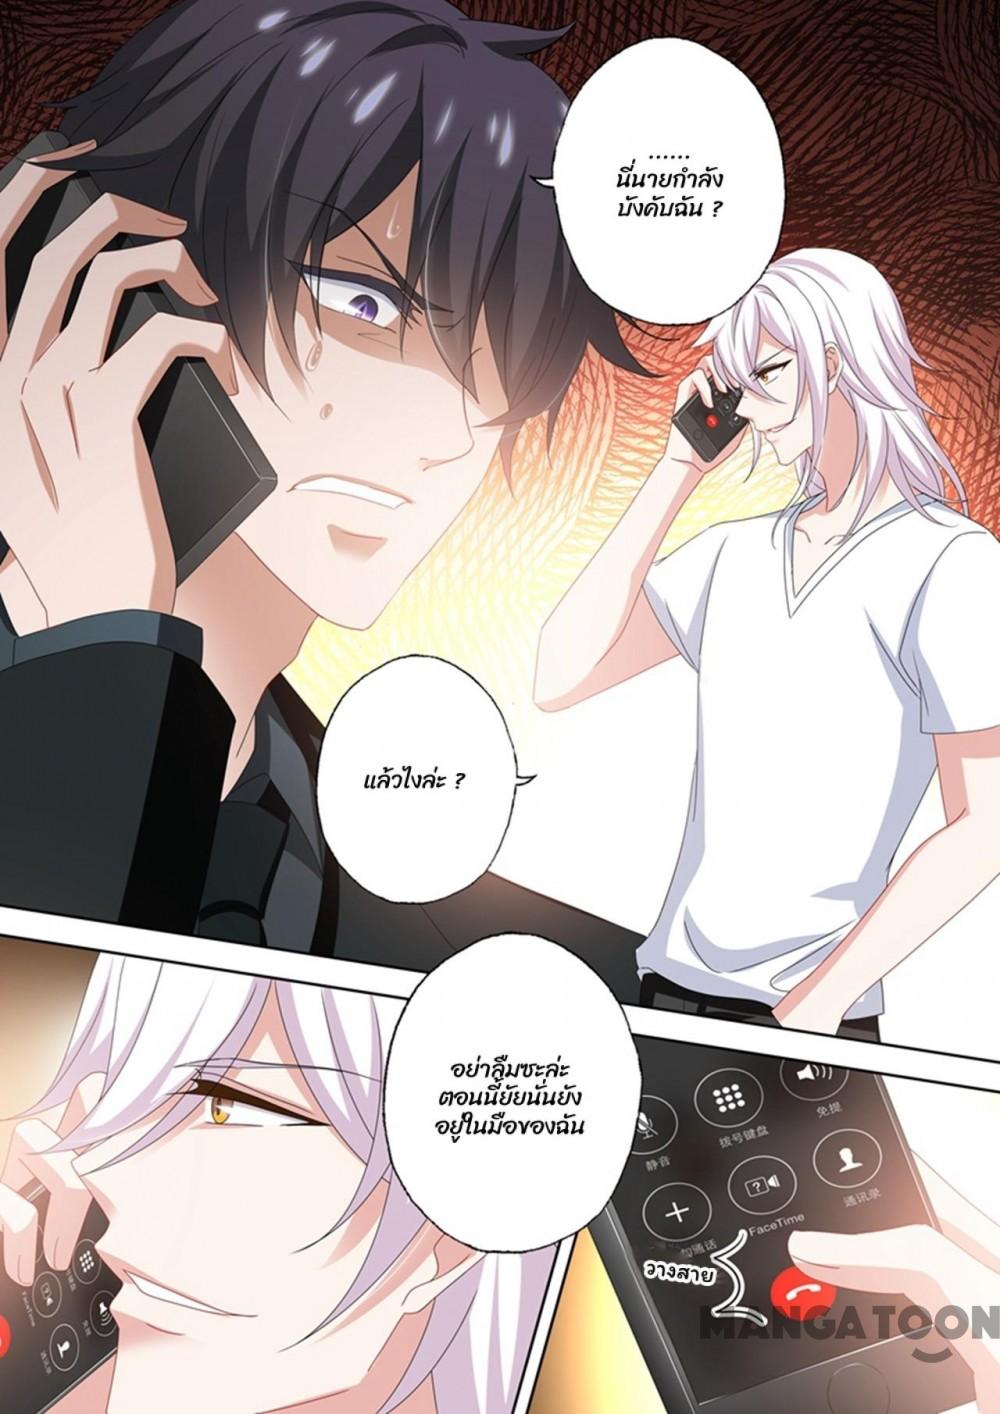 ......
นี่นายกำลัง
บังคับฉัน ?
แล้วไงล่ะ ?
อย่าลืมซะล่ะ
ตอนนี้ยัยนั่นยัง
อยู่ในมือของฉัน
免提
拨号键盘
静音
通讯录
FaceTime
通话
วางสาย
FaceTime
MANGATOON